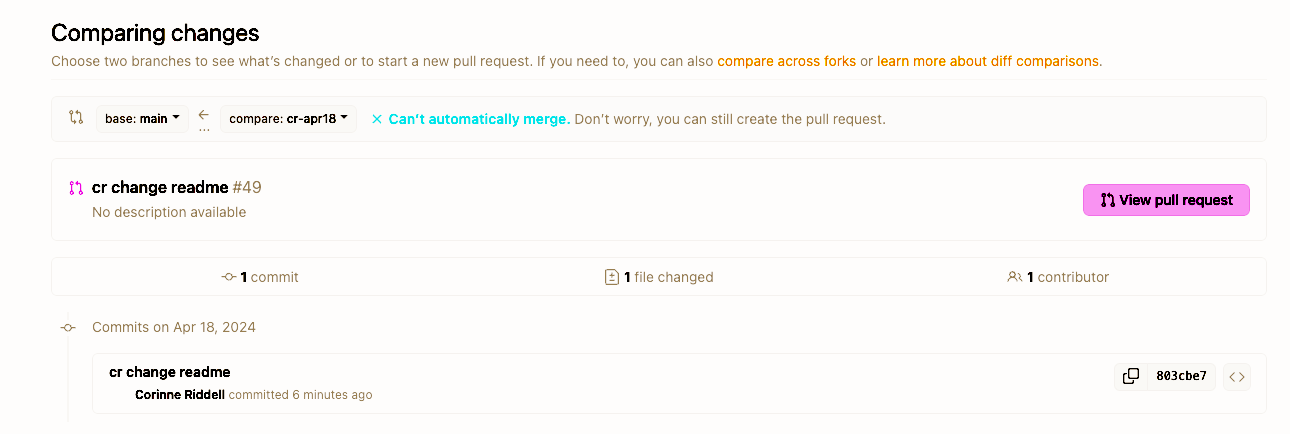 Comparing changes
Choose two branches to see what's changed or to start a new pull request. If you need to, you can also compare across forks or learn more about diff comparisons.
base: main ← compare: cr-apr18 × Can't automatically merge. Don't worry, you can still create the pull request.
...
cr change readme #49
No description available
View pull request
1 commit 1 file changed 1 contributor
Commits on Apr 18, 2024
cr change readme
Corinne Riddell committed 6 minutes ago
803cbe7 <>